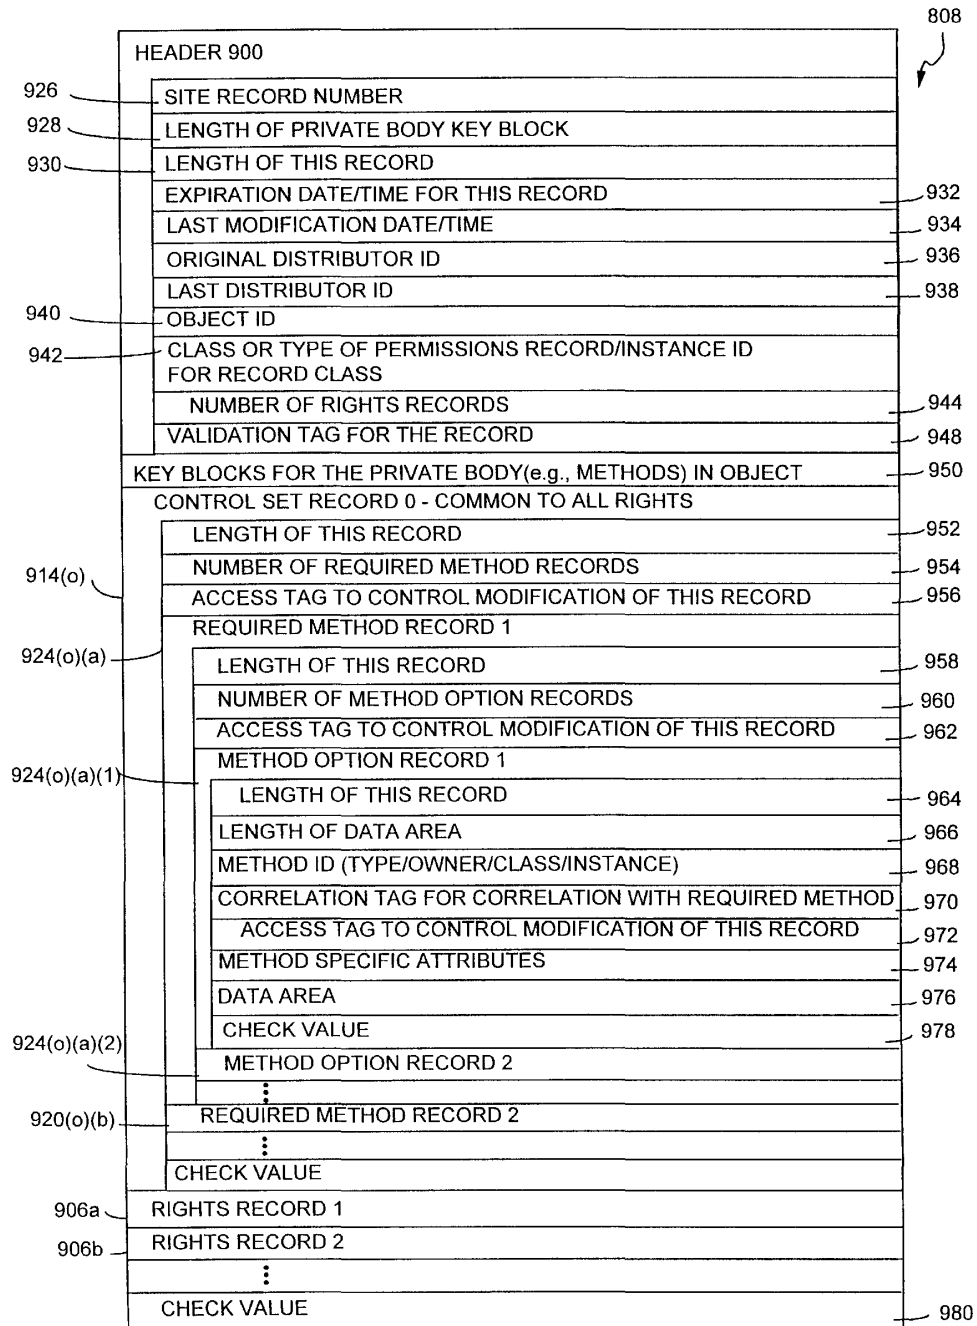 808
HEADER 900
926 SITE RECORD NUMBER
928 LENGTH OF PRIVATE BODY KEY BLOCK
930 LENGTH OF THIS RECORD
EXPIRATION DATE/TIME FOR THIS RECORD 932
LAST MODIFICATION DATE/TIME 934
ORIGINAL DISTRIBUTOR ID 936
LAST DISTRIBUTOR ID 938
940 OBJECT ID
942 CLASS OR TYPE OF PERMISSIONS RECORD/INSTANCE ID
FOR RECORD CLASS
NUMBER OF RIGHTS RECORDS 944
VALIDATION TAG FOR THE RECORD 948
KEY BLOCKS FOR THE PRIVATE BODY(e.g., METHODS) IN OBJECT 950
CONTROL SET RECORD 0 - COMMON TO ALL RIGHTS
LENGTH OF THIS RECORD 952
NUMBER OF REQUIRED METHOD RECORDS 954
914(o)
ACCESS TAG TO CONTROL MODIFICATION OF THIS RECORD 956
REQUIRED METHOD RECORD 1
924(o)(a)
LENGTH OF THIS RECORD 958
NUMBER OF METHOD OPTION RECORDS 960
ACCESS TAG TO CONTROL MODIFICATION OF THIS RECORD 962
METHOD OPTION RECORD 1
924(o)(a)(1)
LENGTH OF THIS RECORD 964
LENGTH OF DATA AREA 966
METHOD ID (TYPE/OWNER/CLASS/INSTANCE) 968
CORRELATION TAG FOR CORRELATION WITH REQUIRED METHOD 970
ACCESS TAG TO CONTROL MODIFICATION OF THIS RECORD 972
METHOD SPECIFIC ATTRIBUTES 974
DATA AREA 976
CHECK VALUE 978
924(o)(a)(2)
METHOD OPTION RECORD 2
920(o)(b) REQUIRED METHOD RECORD 2
CHECK VALUE
906a RIGHTS RECORD 1
906b RIGHTS RECORD 2
CHECK VALUE 980